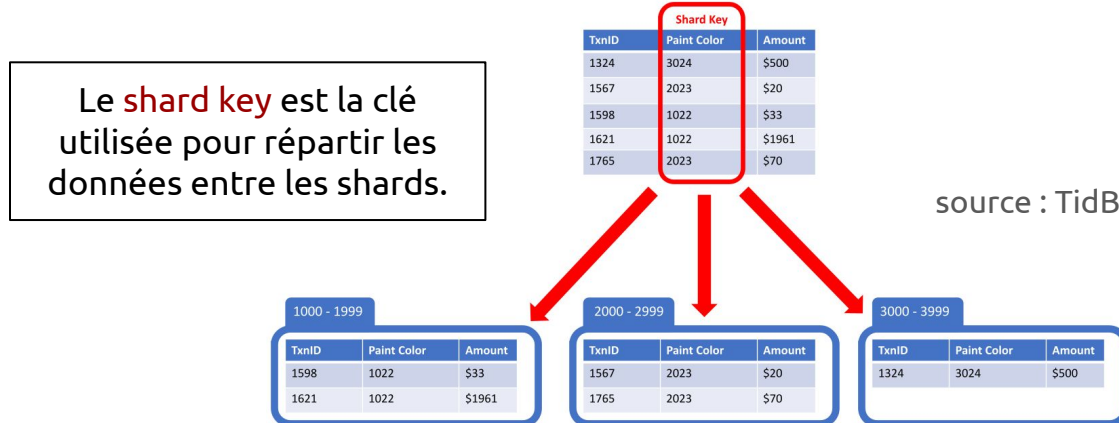 Shard Key
TxnID Paint Color Amount
1324 3024 $500
1567 2023 $20
1598 1022 $33
1621 1022 $1961
1765 2023 $70
Le shard key est la clé
utilisée pour répartir les
données entre les shards.
source : TidB
1000 - 1999
TxnID Paint Color Amount
1598 1022 $33
1621 1022 $1961
2000 - 2999
TxnID Paint Color Amount
1567 2023 $20
1765 2023 $70
3000 - 3999
TxnID Paint Color Amount
1324 3024 $500